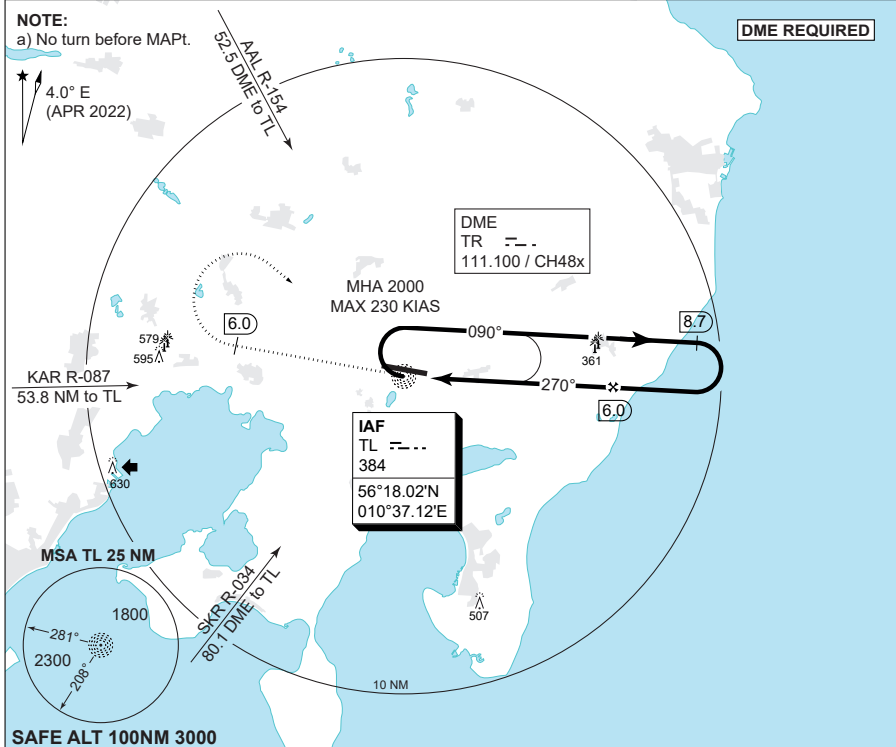 NOTE:
a) No turn before MAPt.
DME REQUIRED
4.0° E
(APR 2022)
AAL R-154
52.5 DME to TL
DME
TR
111.100 / CH48x
MHA 2000
MAX 230 KIAS
6.0
090°
8.7
579
595
361
KAR R-087
53.8 NM to TL
270°
6.0
IAF
TL
384
56°18.02'N
010°37.12'E
630
MSA TL 25 NM
1800
281°
2300
208°
SKR R-034
80.1 DME to TL
507
10 NM
SAFE ALT 100NM 3000